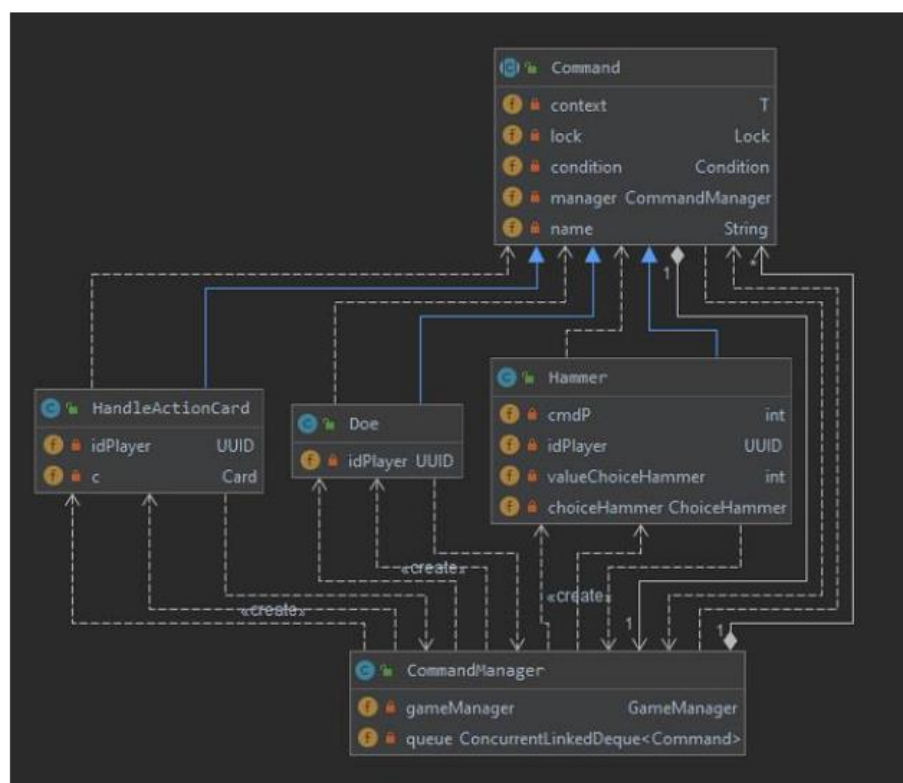 Command
context T
lock Lock
condition Condition
manager CommandManager
name String
1
*
HandleActionCard
idPlayer UUID
c Card
Doe
idPlayer UUID
Hammer
cmdP int
idPlayer UUID
valueChoiceHammer int
choiceHammer ChoiceHammer
«create»
«create»
«create»
1
1
CommandManager
gameManager GameManager
queue ConcurrentLinkedDeque<Command>